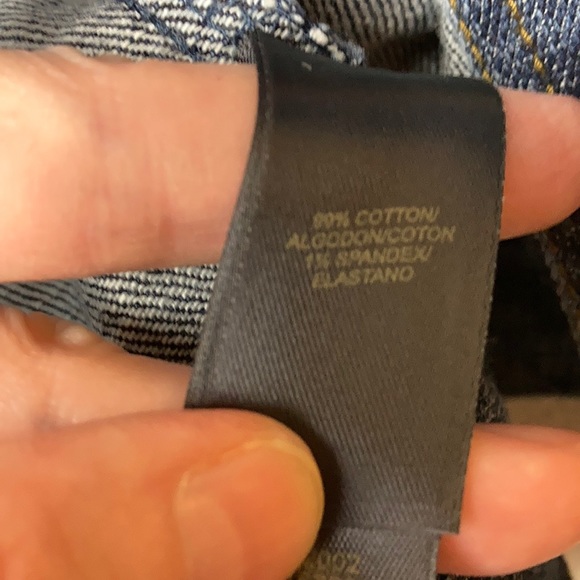 99% COTTON/
ALGODON/COTON
1% SPANDEX/
ELASTANO